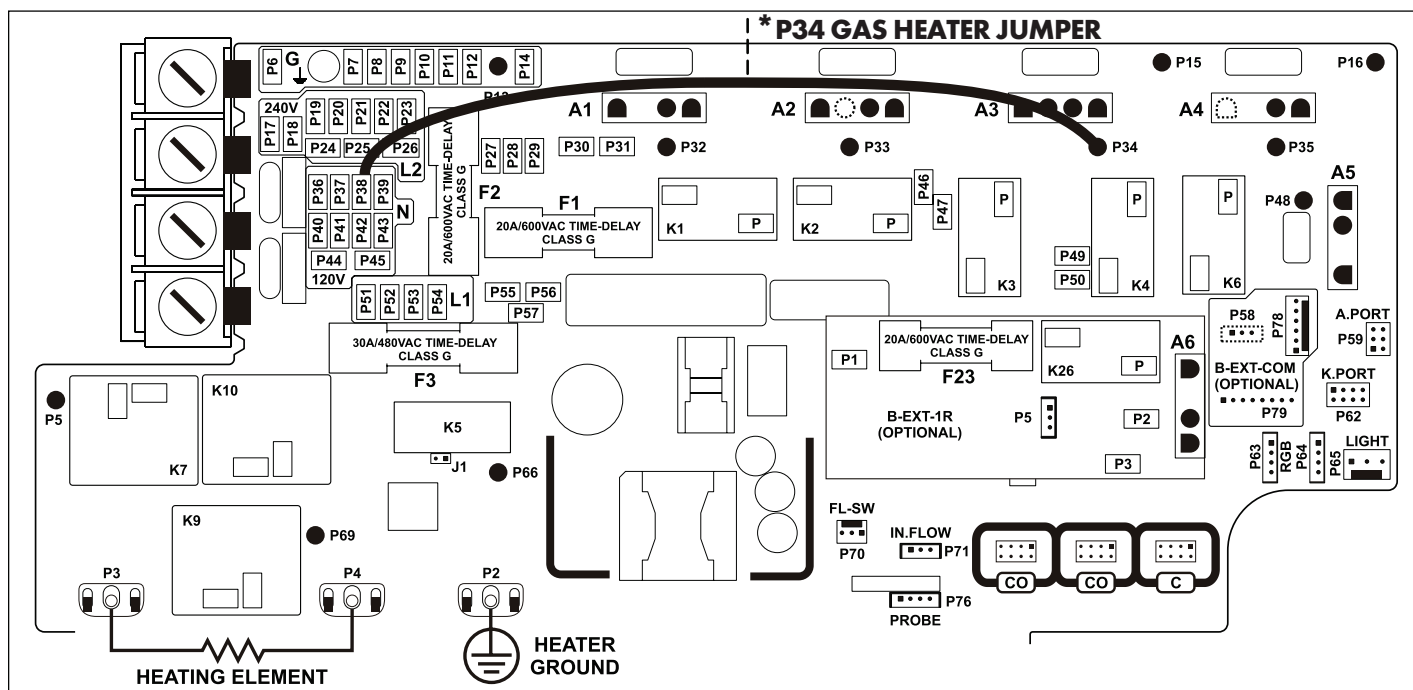 * P34 GAS HEATER JUMPER
P6 G P7 P8 P9 P10 P11 P12 P14 P15 P16
P13
240V P19 P20 P21 P22 P23 A1 A2 A3 A4
P17 P18
P24 P25 P26 P27 P28 P29 P30 P31 P32 P33 P34 P35
L2
P36 P37 P38 P39 N
P40 P41 P42 P43
P44 P45
120V
20A/600VAC TIME-DELAY
CLASS G
F2
F1
20A/600VAC TIME-DELAY
CLASS G
K1 P K2 P
P46
P47
P K3
P49
P50
P K4
P K6
P48
A5
P51 P52 P53 P54 L1
P55 P56
P57
30A/480VAC TIME-DELAY
CLASS G
F3
P1
20A/600VAC TIME-DELAY
CLASS G
F23
K26 P
A6
B-EXT-1R
(OPTIONAL)
P5
P2
P3
P58
P78
B-EXT-COM
(OPTIONAL)
P79
A.PORT
P59
K.PORT
P62
P63
RGB
P64
P65
LIGHT
P5
K7
K10
K5
J1
P66
K9
P69
FL-SW
P70
IN.FLOW
P71
P76
PROBE
CO CO C
P3 P4 P2
HEATING ELEMENT
HEATER
GROUND